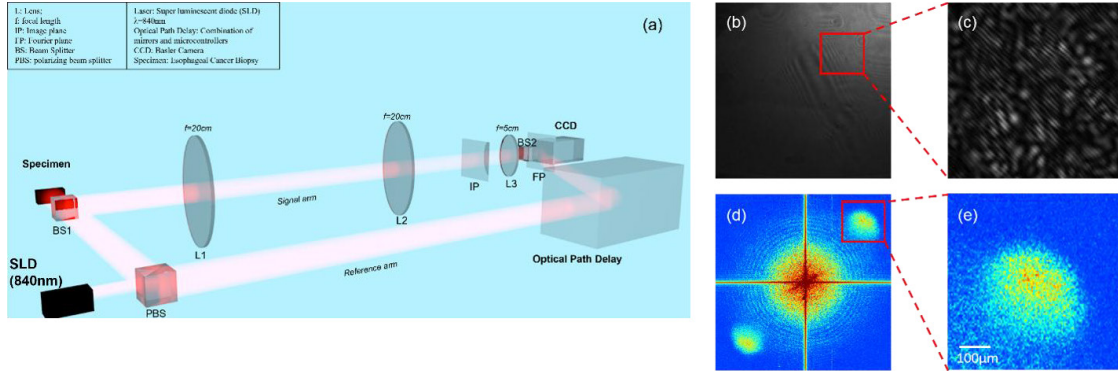 L: Lens;
f: focal length
IP: Image plane
FP: Fourier plane
BS: Beam Splitter
PBS: polarizing beam splitter
Laser: Super luminescent diode (SLD)
λ=840nm
Optical Path Delay: Combination of
mirrors and microcontrollers
CCD: Basler Camera
Specimen: Esophageal Cancer Biopsy
(a)
f=20cm
f=20cm
f=5cm
CCD
BS2
Specimen
IP
L3
FP
Signal arm
BS1
L2
L1
Optical Path Delay
SLD
(840nm)
Reference arm
PBS
(b)
(c)
(d)
(e)
100μm